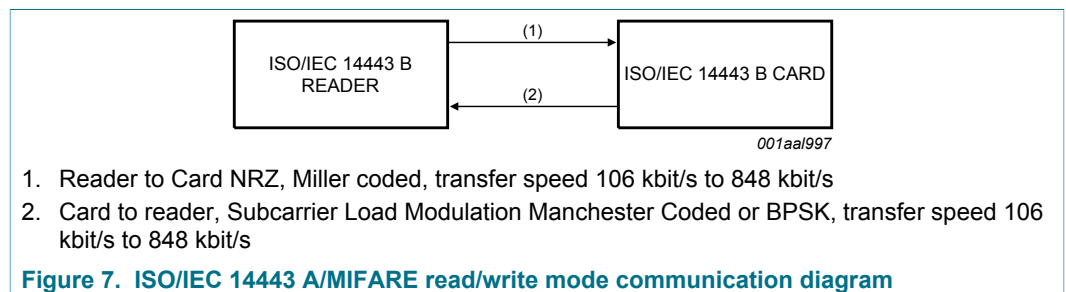 (1)
ISO/IEC 14443 B
READER
ISO/IEC 14443 B CARD
(2)
001aal997
1. Reader to Card NRZ, Miller coded, transfer speed 106 kbit/s to 848 kbit/s
2. Card to reader, Subcarrier Load Modulation Manchester Coded or BPSK, transfer speed 106
kbit/s to 848 kbit/s
Figure 7. ISO/IEC 14443 A/MIFARE read/write mode communication diagram